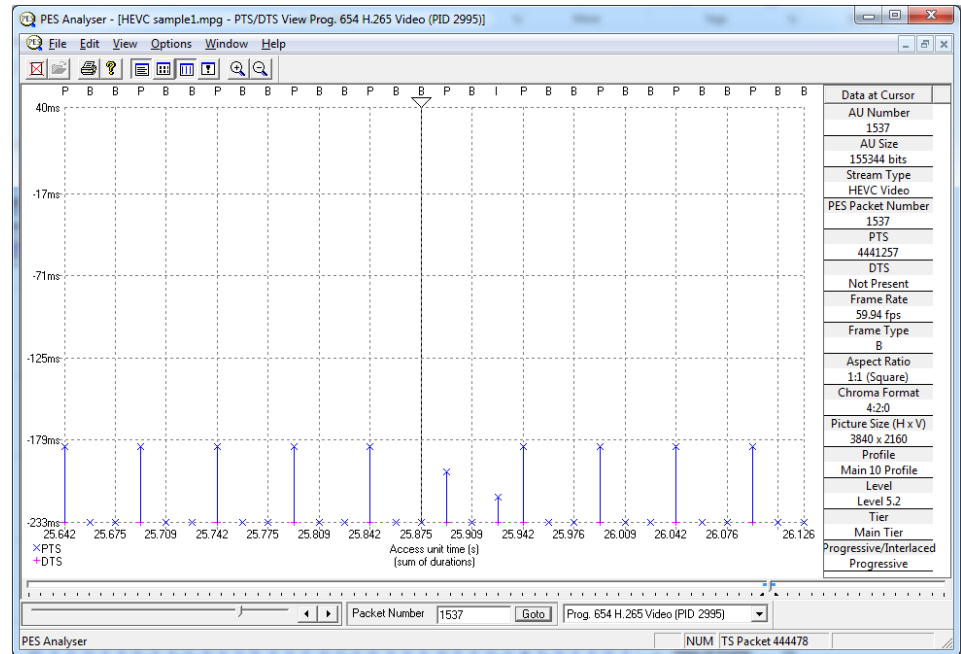 PES Analyser - [HEVC sample1.mpg - PTS/DTS View Prog. 654 H.265 Video (PID 2995)]
File Edit View Options Window Help
P B B P B B P B B P B B P B B P B I P B B P B B P B B P B B
40ms
-17ms
-71ms
-125ms
-179ms
-233ms
25.642 25.675 25.709 25.742 25.775 25.809 25.842 25.875 25.909 25.942 25.976 26.009 26.042 26.076 26.126
×PTS
+DTS
Access unit time (s)
(sum of durations)
Data at Cursor
AU Number
1537
AU Size
155344 bits
Stream Type
HEVC Video
PES Packet Number
1537
PTS
4441257
DTS
Not Present
Frame Rate
59.94 fps
Frame Type
B
Aspect Ratio
1:1 (Square)
Chroma Format
4:2:0
Picture Size (H x V)
3840 x 2160
Profile
Main 10 Profile
Level
Level 5.2
Tier
Main Tier
Progressive/Interlaced
Progressive
Packet Number 1537 Goto Prog. 654 H.265 Video (PID 2995)
PES Analyser NUM TS Packet 444478